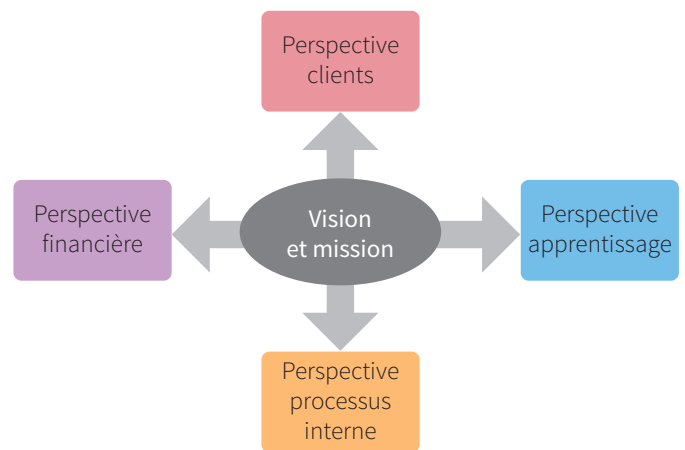 Perspective
clients
Perspective
financière
Vision
et mission
Perspective
apprentissage
Perspective
processus
interne